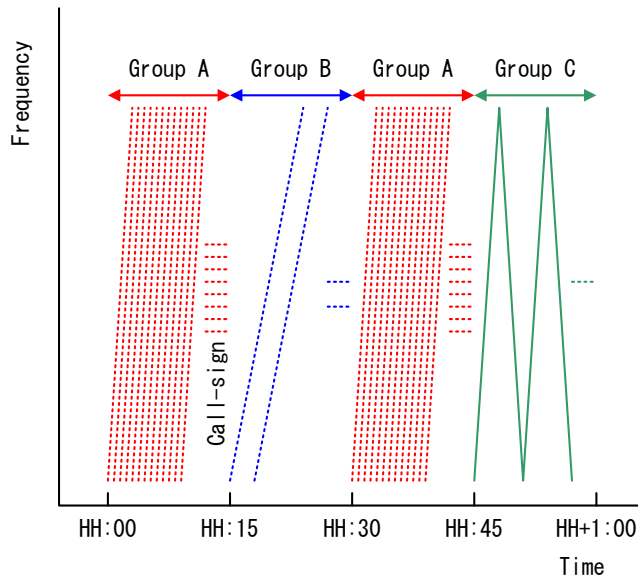 Frequency
Group A
Group B
Group A
Group C
Call-sign
HH:00
HH:15
HH:30
HH:45
HH+1:00
Time